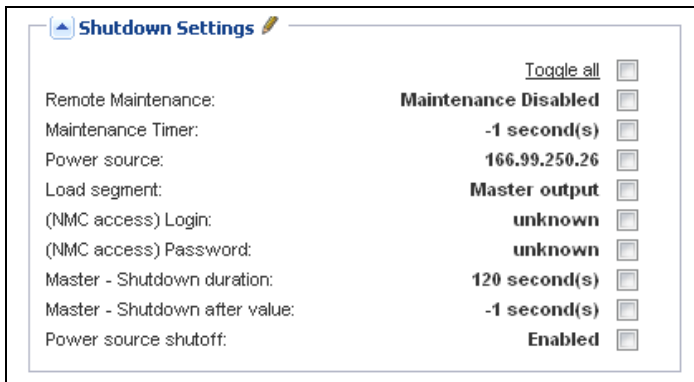 Shutdown Settings
Toggle all
Remote Maintenance: Maintenance Disabled
Maintenance Timer: -1 second(s)
Power source: 166.99.250.26
Load segment: Master output
(NMC access) Login: unknown
(NMC access) Password: unknown
Master - Shutdown duration: 120 second(s)
Master - Shutdown after value: -1 second(s)
Power source shutoff: Enabled